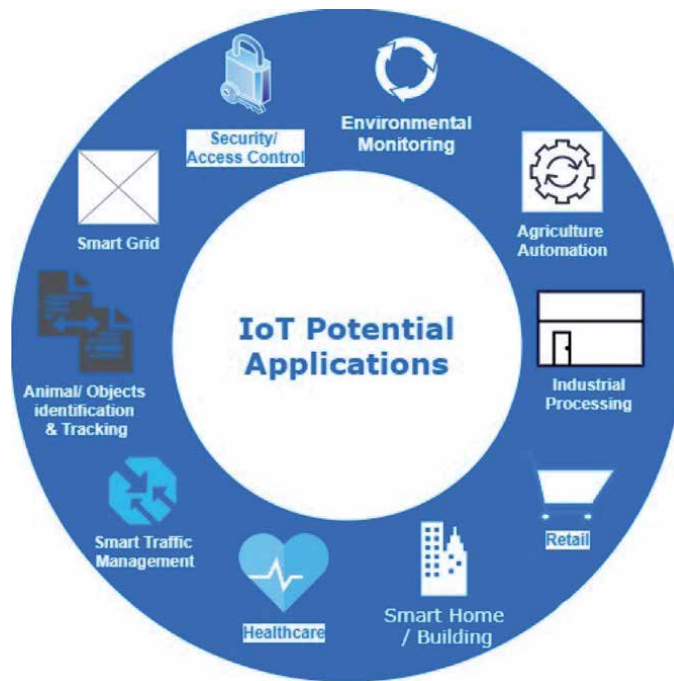 Security/
Access Control
Environmental
Monitoring
Agriculture
Automation
Industrial
Processing
Retail
Smart Home
/ Building
Healthcare
Smart Traffic
Management
Animal/ Objects
identification
& Tracking
Smart Grid
IoT Potential
Applications